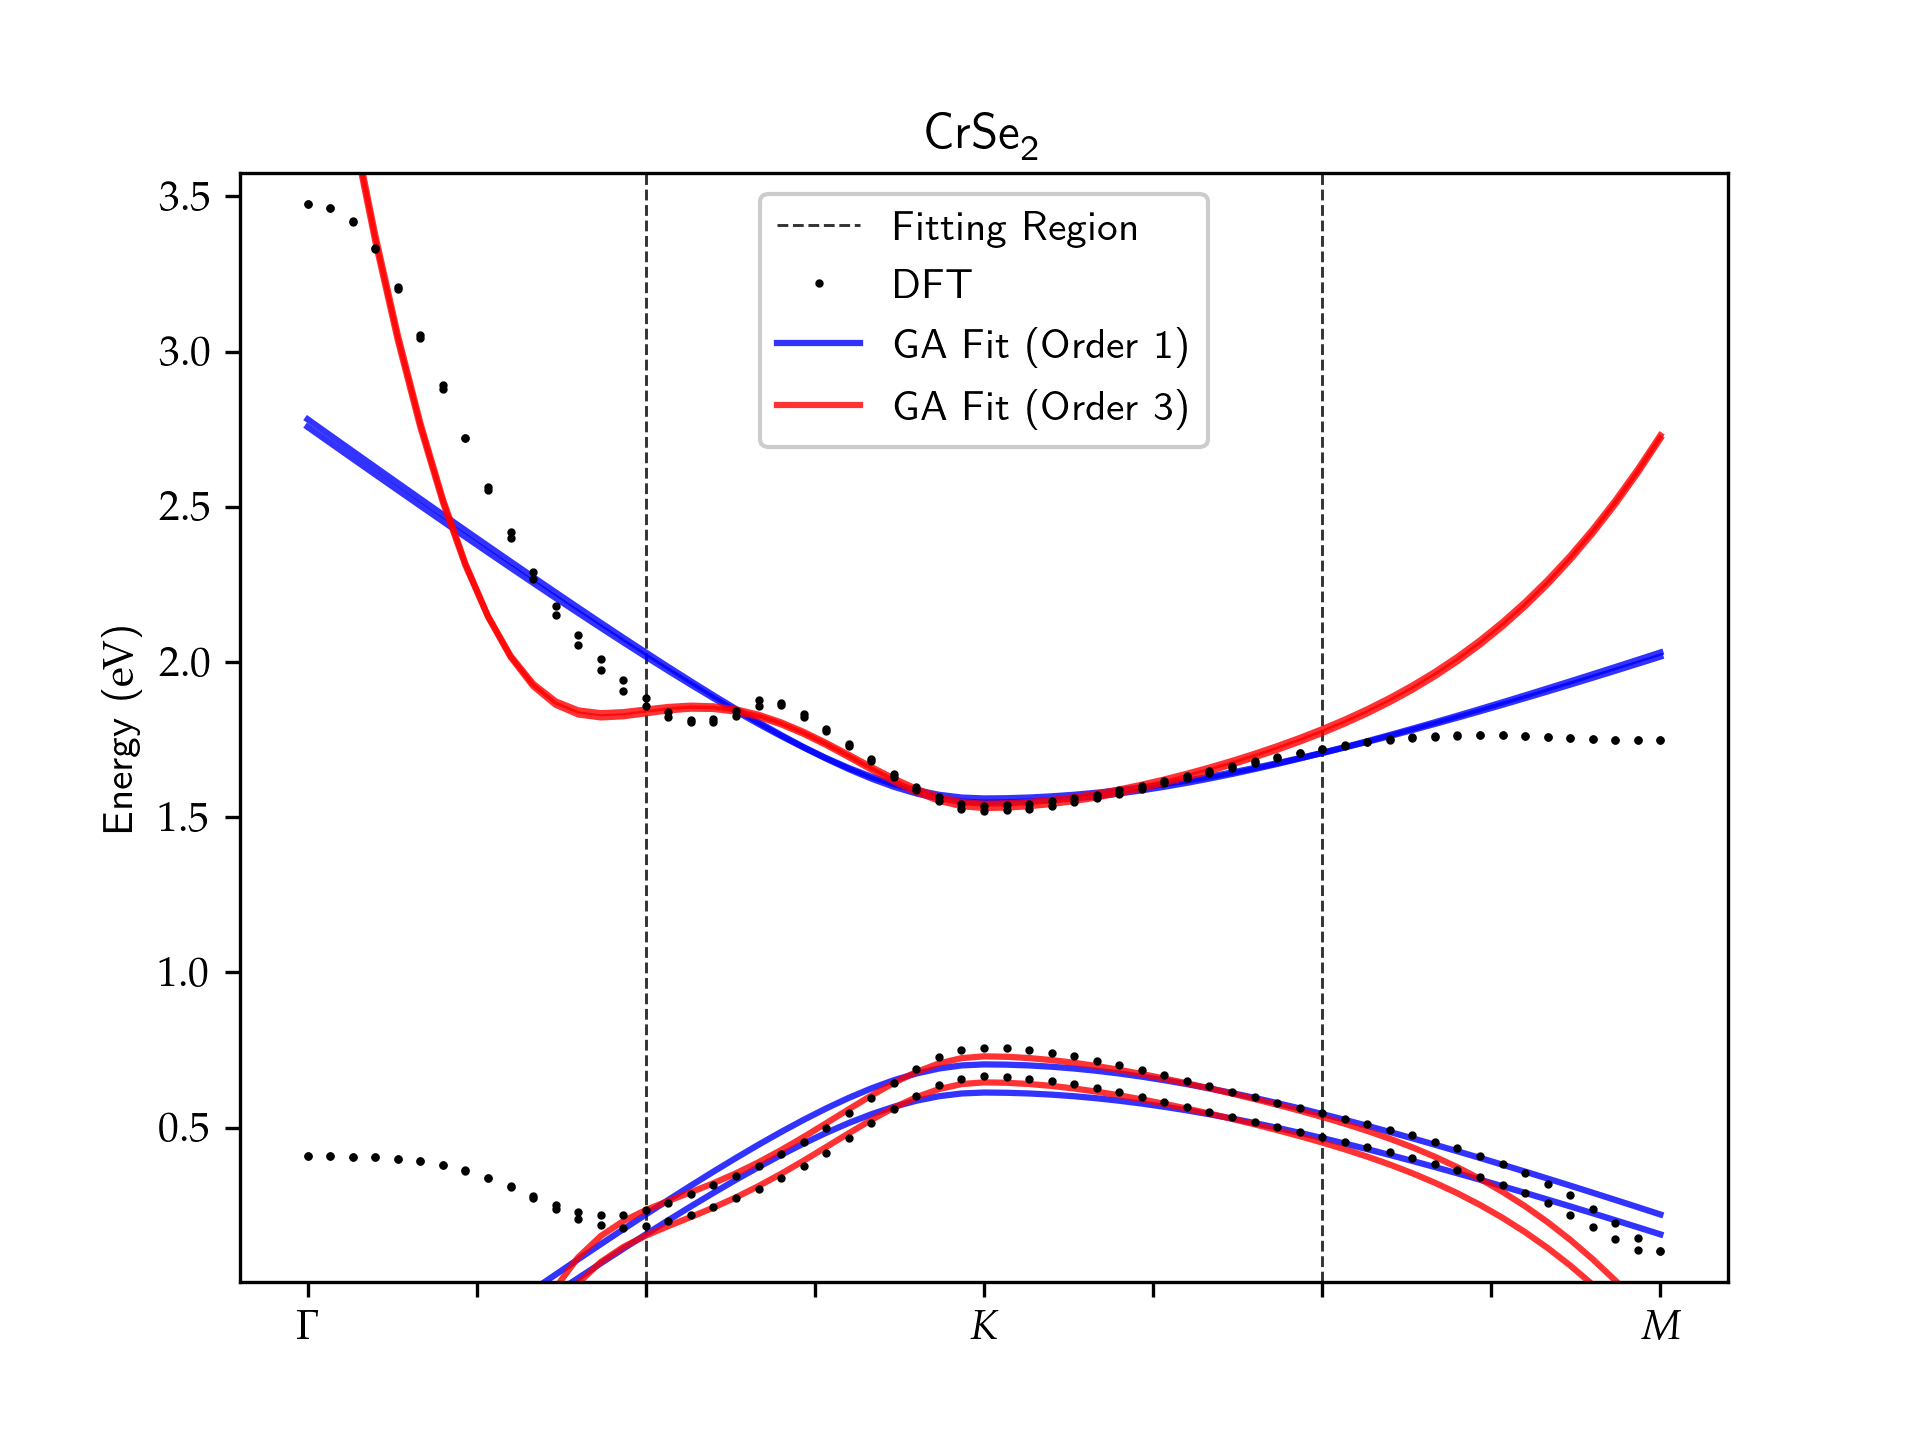 CrSe₂
Fitting Region
DFT
GA Fit (Order 1)
GA Fit (Order 3)
Energy (eV)
3.5
3.0
2.5
2.0
1.5
1.0
0.5
Γ K M